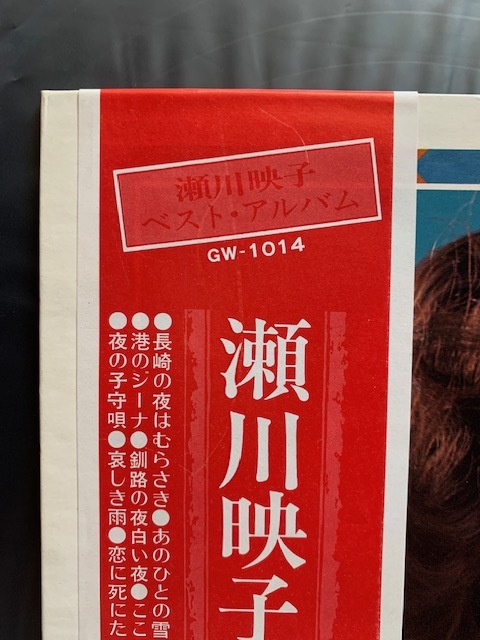 瀬川映子
ベスト・アルバム
GW-1014
瀬川映子
●長崎の夜はむらさき●あのひとの雪
●港のジーナ●釧路の夜白い夜●ここ
●夜の子守唄●哀しき雨●恋に死にた